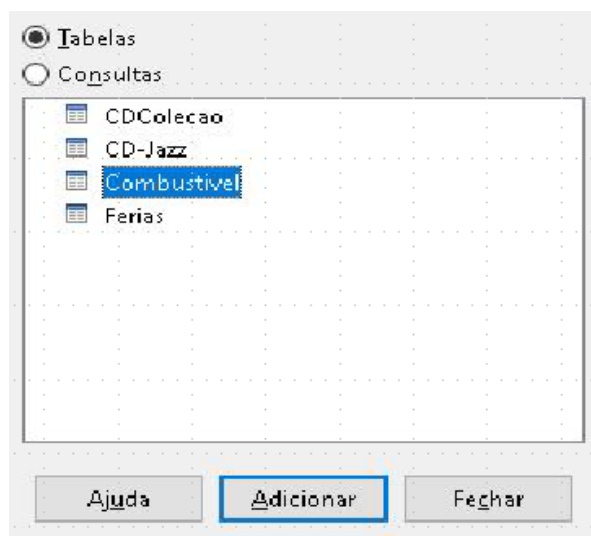 Tabelas
Consultas
CDColecao
CD-Jazz
Combustivel
Ferias
Ajuda Adicionar Fechar